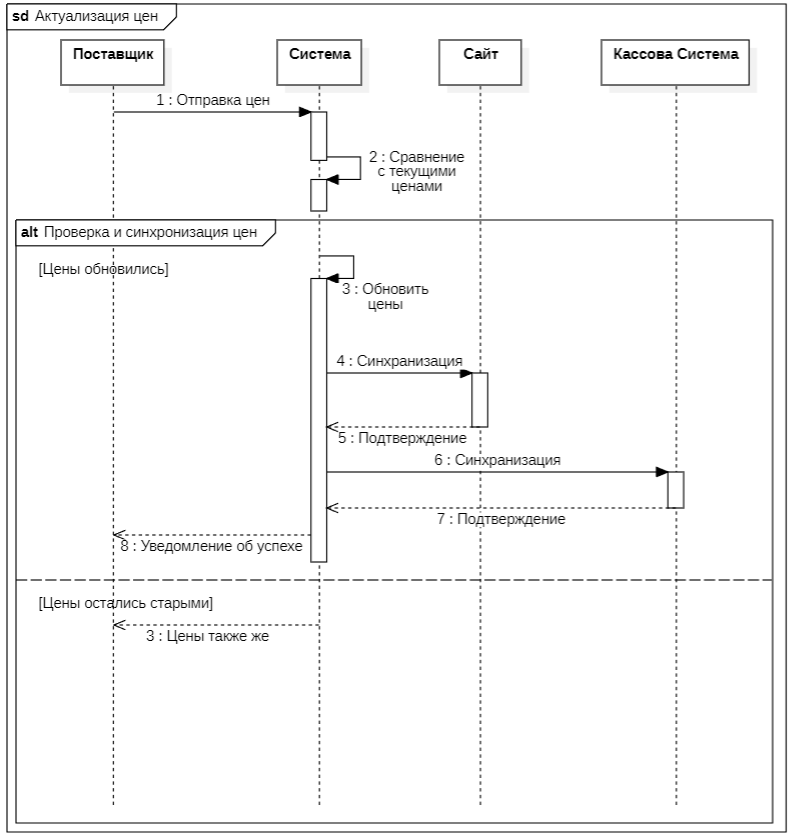 sd Актуализация цен
Поставщик
Система
Сайт
Кассова Система
1 : Отправка цен
2 : Сравнение
с текущими
ценами
alt Проверка и синхронизация цен
[Цены обновились]
3 : Обновить
цены
4 : Синхранизация
5 : Подтверждение
6 : Синхранизация
7 : Подтверждение
8 : Уведомление об успехе
[Цены остались старыми]
3 : Цены также же